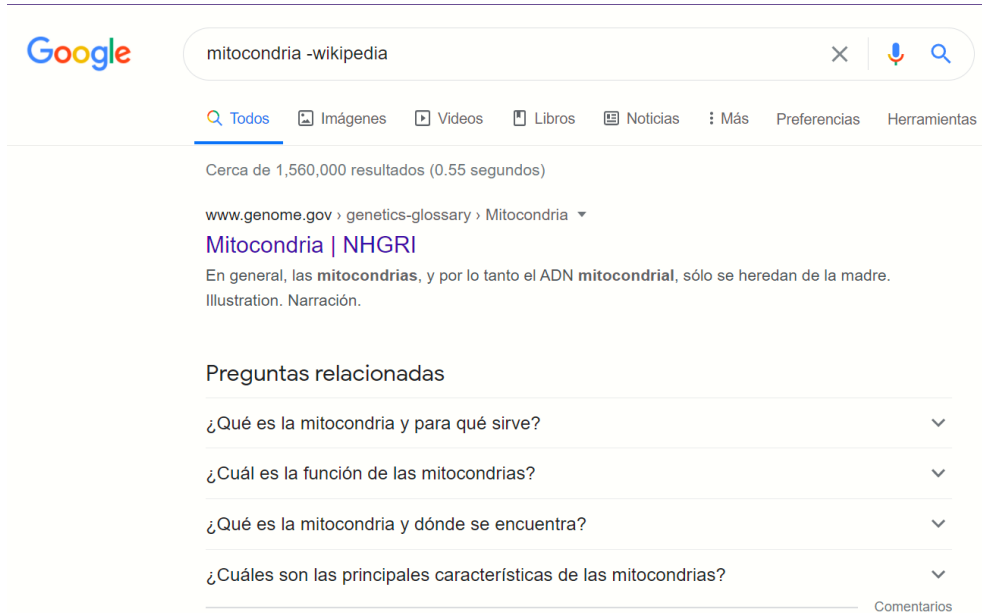 Google
mitocondria -wikipedia
Todos Imágenes Videos Libros Noticias Más Preferencias Herramientas
Cerca de 1,560,000 resultados (0.55 segundos)
www.genome.gov › genetics-glossary › Mitocondria
Mitocondria | NHGRI
En general, las mitocondrias, y por lo tanto el ADN mitocondrial, sólo se heredan de la madre.
Illustration. Narración.
Preguntas relacionadas
¿Qué es la mitocondria y para qué sirve?
¿Cuál es la función de las mitocondrias?
¿Qué es la mitocondria y dónde se encuentra?
¿Cuáles son las principales características de las mitocondrias?
Comentarios